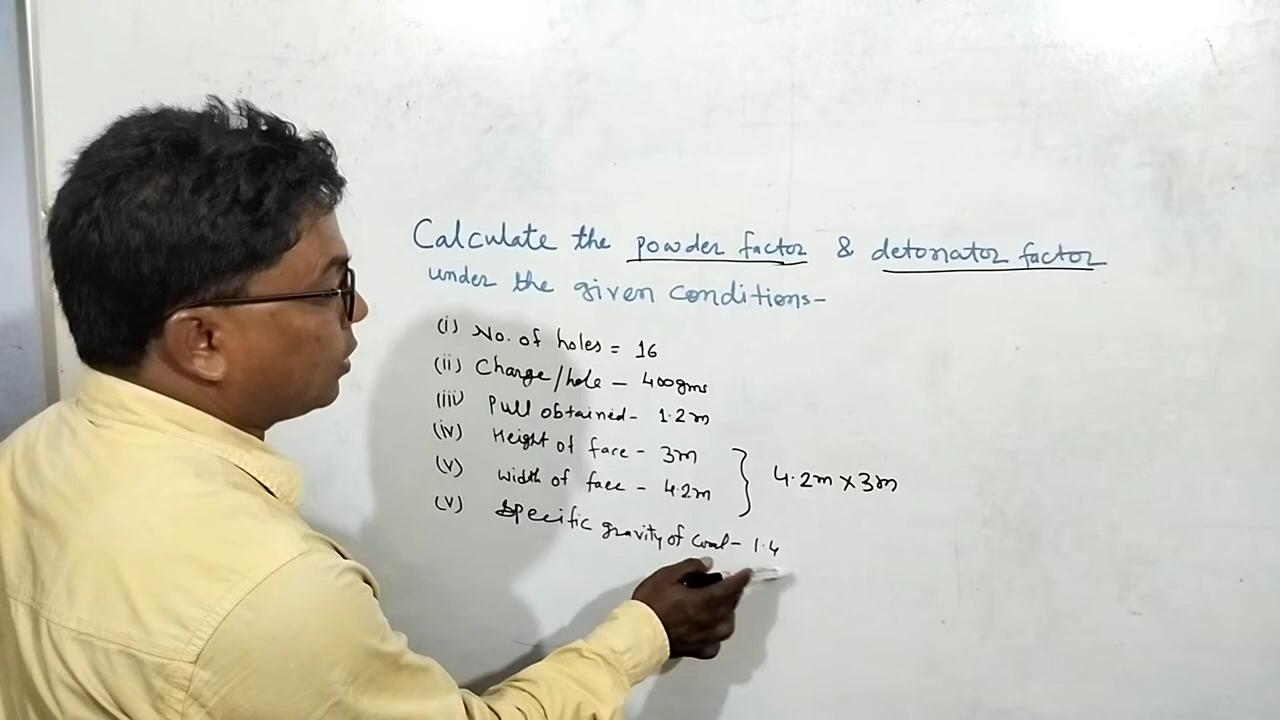 Calculate the powder factor & detonator factor
under the given conditions-
(i) No. of holes = 16
(ii) Charge/hole - 400gms
(iii) Pull obtained - 1.2m
(iv) Height of face - 3m
(v) Width of face - 4.2m
4.2m x 3m
(v) Specific gravity of coal - 1.4